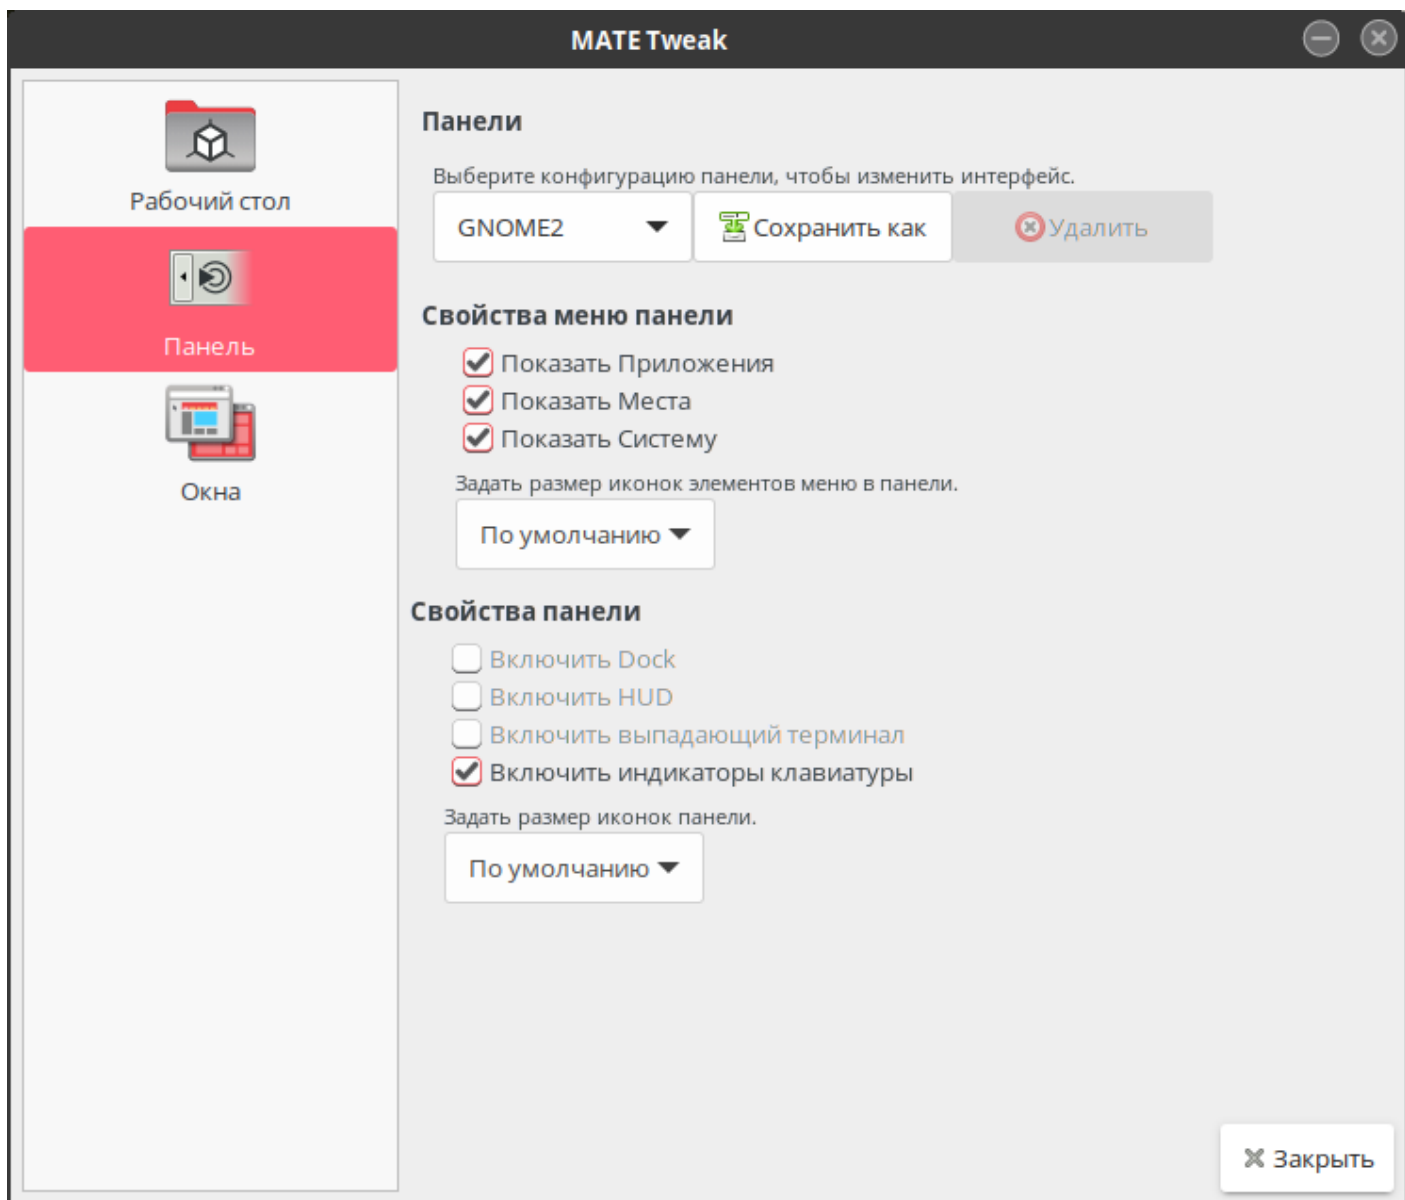 MATE Tweak
Рабочий стол
Панель
Окна
Панели
Выберите конфигурацию панели, чтобы изменить интерфейс.
GNOME2 Сохранить как Удалить
Свойства меню панели
Показать Приложения
Показать Места
Показать Систему
Задать размер иконок элементов меню в панели.
По умолчанию
Свойства панели
Включить Dock
Включить HUD
Включить выпадающий терминал
Включить индикаторы клавиатуры
Задать размер иконок панели.
По умолчанию
Закрыть